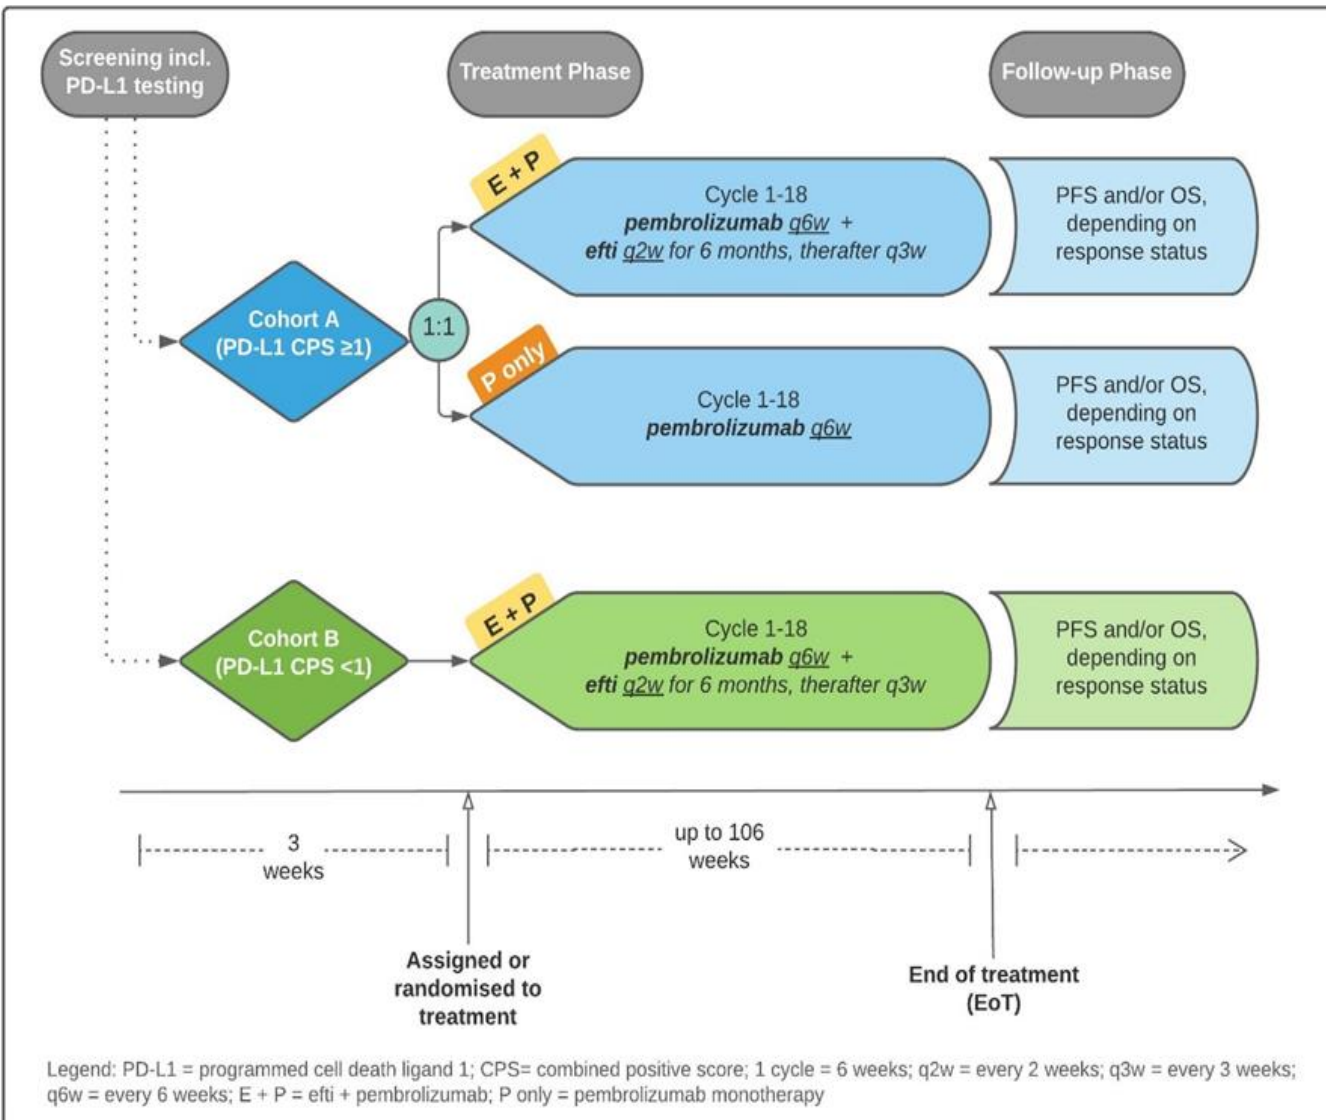 Screening incl.
PD-L1 testing
Treatment Phase
Follow-up Phase
E + P
Cycle 1-18
pembrolizumab q6w +
efti q2w for 6 months, therafter q3w
PFS and/or OS,
depending on
response status
Cohort A
(PD-L1 CPS ≥1)
1:1
P only
Cycle 1-18
pembrolizumab q6w
PFS and/or OS,
depending on
response status
Cohort B
(PD-L1 CPS <1)
E + P
Cycle 1-18
pembrolizumab q6w +
efti q2w for 6 months, therafter q3w
PFS and/or OS,
depending on
response status
3
weeks
up to 106
weeks
Assigned or
randomised to
treatment
End of treatment
(EoT)
Legend: PD-L1 = programmed cell death ligand 1; CPS= combined positive score; 1 cycle = 6 weeks; q2w = every 2 weeks; q3w = every 3 weeks;
q6w = every 6 weeks; E + P = efti + pembrolizumab; P only = pembrolizumab monotherapy